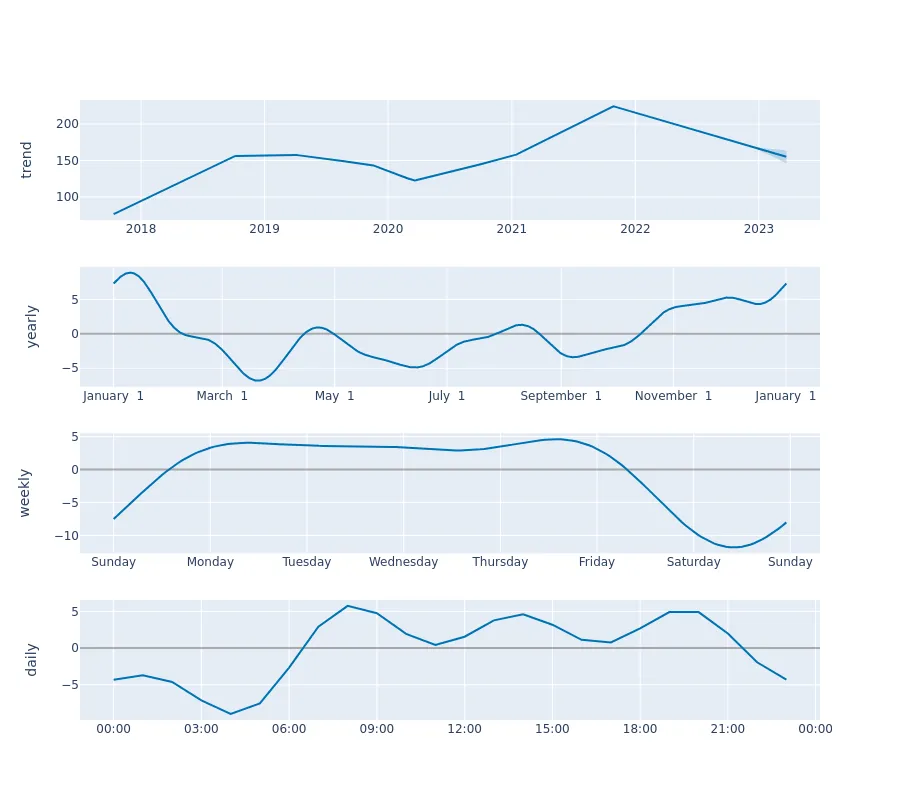 trend
200
150
100
2018 2019 2020 2021 2022 2023
yearly
5
0
−5
January 1 March 1 May 1 July 1 September 1 November 1 January 1
weekly
5
0
−5
−10
Sunday Monday Tuesday Wednesday Thursday Friday Saturday Sunday
daily
5
0
−5
00:00 03:00 06:00 09:00 12:00 15:00 18:00 21:00 00:00